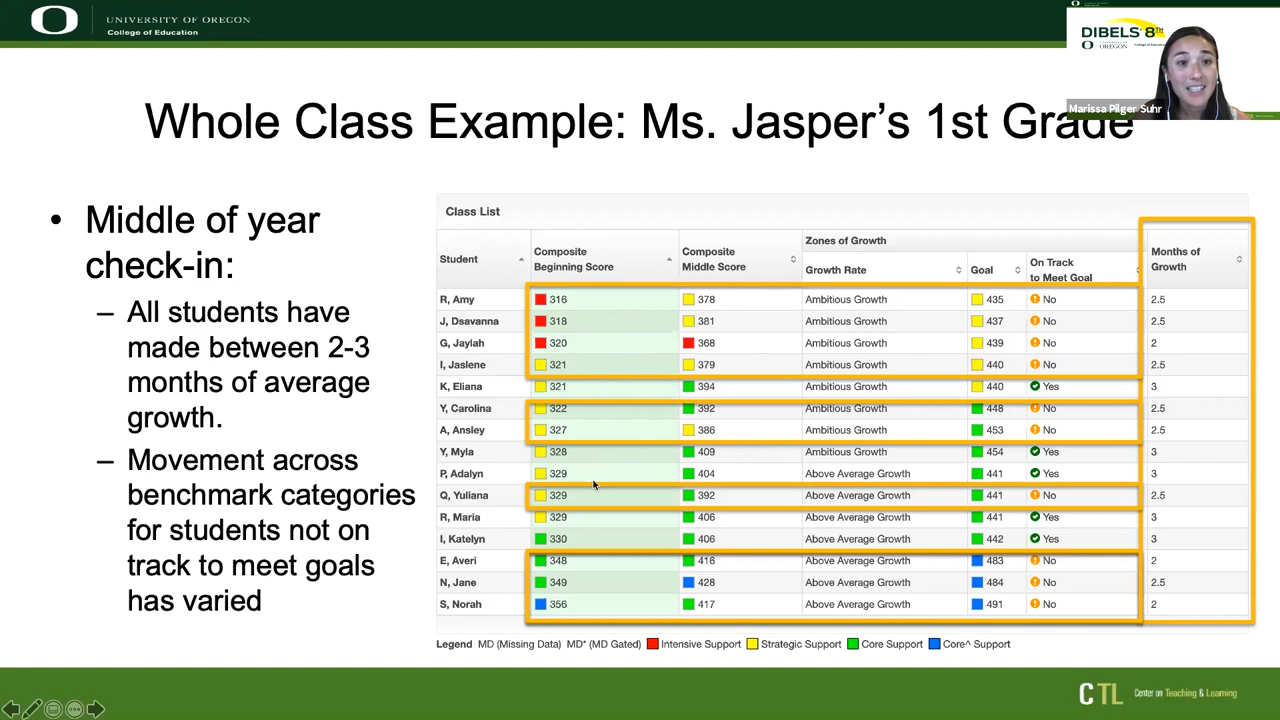 UNIVERSITY OF OREGON
College of Education
DIBELS 8TH
UNIVERSITY OF OREGON
College of Education
Marissa Pilger Suhr
Whole Class Example: Ms. Jasper's 1st Grade
• Middle of year
check-in:
– All students have
made between 2-3
months of average
growth.
– Movement across
benchmark categories
for students not on
track to meet goals
has varied
Class List
Student Composite Beginning Score Composite Middle Score Zones of Growth Growth Rate Goal On Track to Meet Goal Months of Growth
R, Amy 316 378 Ambitious Growth 435 No 2.5
J, Dsavanna 318 381 Ambitious Growth 437 No 2.5
G, Jaylah 320 368 Ambitious Growth 439 No 2
I, Jaslene 321 379 Ambitious Growth 440 No 2.5
K, Eliana 321 394 Ambitious Growth 440 Yes 3
Y, Carolina 322 392 Ambitious Growth 448 No 2.5
A, Ansley 327 386 Ambitious Growth 453 No 2.5
Y, Myla 328 409 Ambitious Growth 454 Yes 3
P, Adalyn 329 404 Above Average Growth 441 Yes 3
Q, Yuliana 329 392 Above Average Growth 441 No 2.5
R, Maria 329 406 Above Average Growth 441 Yes 3
I, Katelyn 330 406 Above Average Growth 442 Yes 3
E, Averi 348 416 Above Average Growth 483 No 2
N, Jane 349 428 Above Average Growth 484 No 2.5
S, Norah 356 417 Above Average Growth 491 No 2
Legend MD (Missing Data) MD* (MD Gated) Intensive Support Strategic Support Core Support Core^ Support
CTL Center on Teaching & Learning